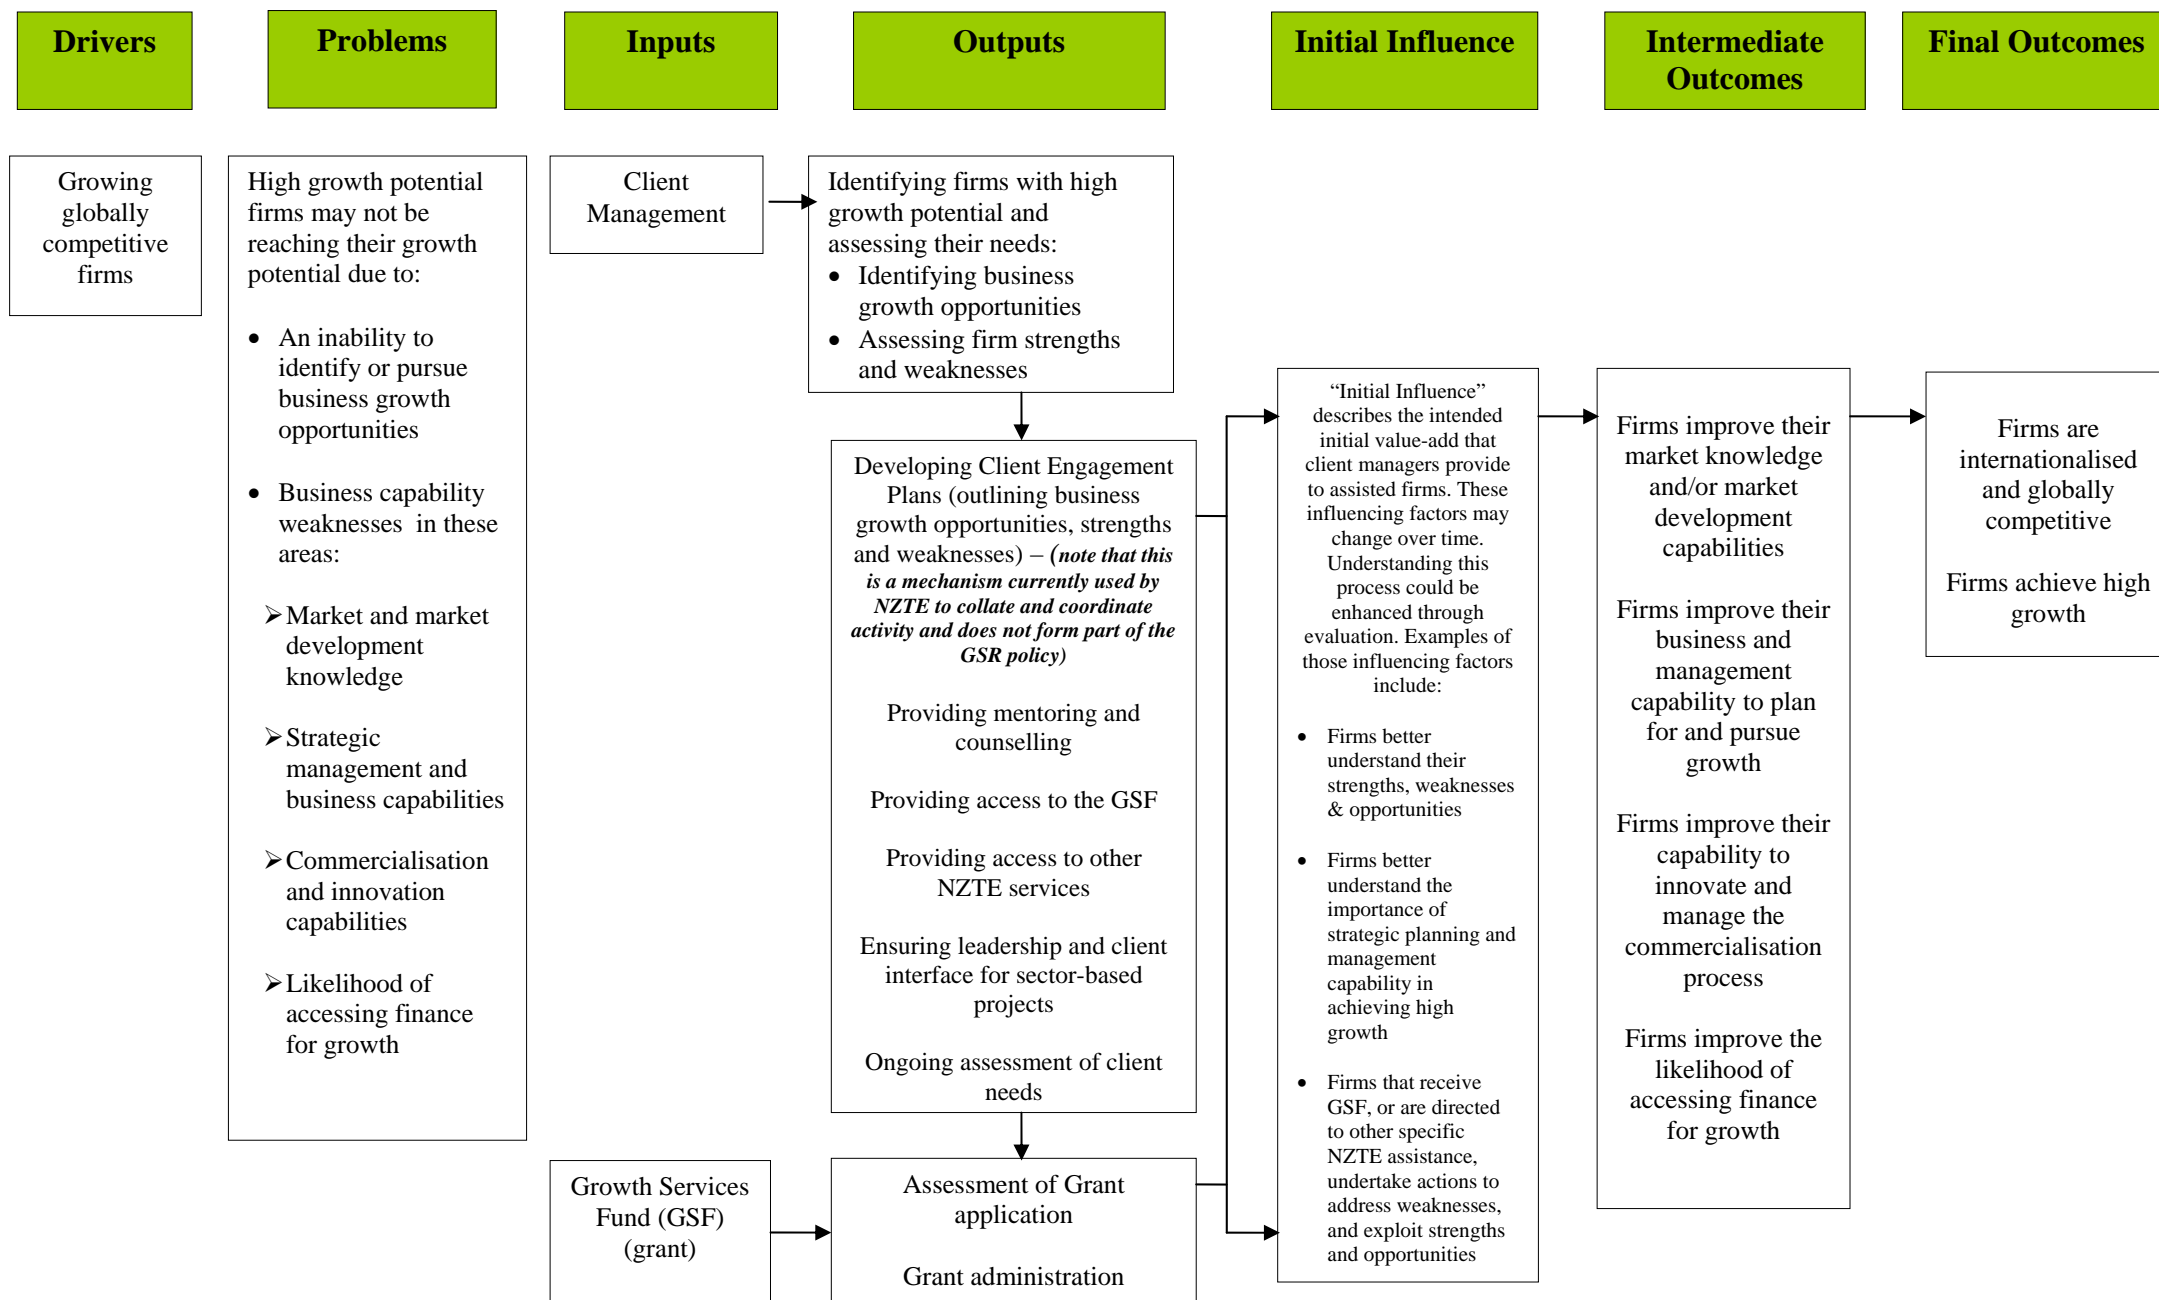 Drivers
Problems
Inputs
Outputs
Initial Influence
Intermediate
Outcomes
Final Outcomes
Growing
globally
competitive
firms
High growth potential
firms may not be
reaching their growth
potential due to:
• An inability to
identify or pursue
business growth
opportunities
• Business capability
weaknesses in these
areas:
➢ Market and market
development
knowledge
➢ Strategic
management and
business capabilities
➢ Commercialisation
and innovation
capabilities
➢ Likelihood of
accessing finance
for growth
Client
Management
Growth Services
Fund (GSF)
(grant)
Identifying firms with high
growth potential and
assessing their needs:
• Identifying business
growth opportunities
• Assessing firm strengths
and weaknesses
Developing Client Engagement
Plans (outlining business
growth opportunities, strengths
and weaknesses) – (note that this
is a mechanism currently used by
NZTE to collate and coordinate
activity and does not form part of the
GSR policy)
Providing mentoring and
counselling
Providing access to the GSF
Providing access to other
NZTE services
Ensuring leadership and client
interface for sector-based
projects
Ongoing assessment of client
needs
Assessment of Grant
application
Grant administration
“Initial Influence”
describes the intended
initial value-add that
client managers provide
to assisted firms. These
influencing factors may
change over time.
Understanding this
process could be
enhanced through
evaluation. Examples of
those influencing factors
include:
• Firms better
understand their
strengths, weaknesses
& opportunities
• Firms better
understand the
importance of
strategic planning and
management
capability in
achieving high
growth
• Firms that receive
GSF, or are directed
to other specific
NZTE assistance,
undertake actions to
address weaknesses,
and exploit strengths
and opportunities
Firms improve their
market knowledge
and/or market
development
capabilities
Firms improve their
business and
management
capability to plan
for and pursue
growth
Firms improve their
capability to
innovate and
manage the
commercialisation
process
Firms improve the
likelihood of
accessing finance
for growth
Firms are
internationalised
and globally
competitive
Firms achieve high
growth